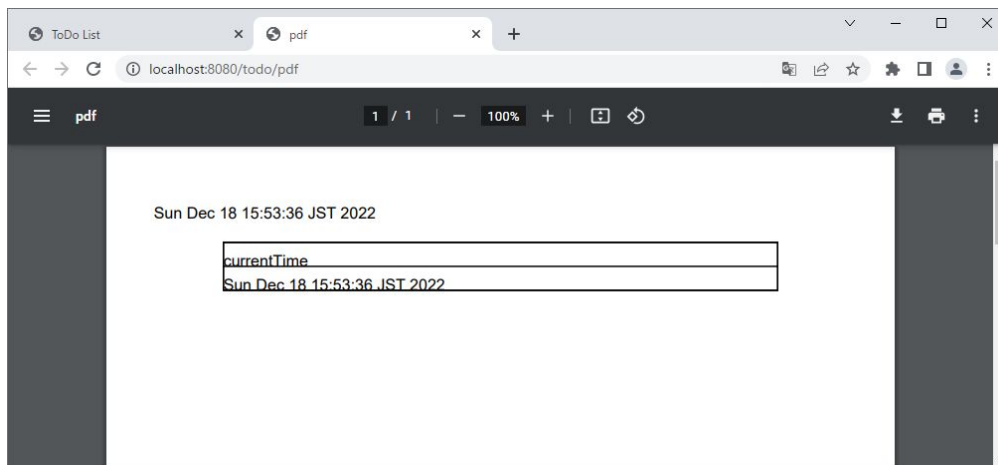 ToDo List
pdf
localhost:8080/todo/pdf
pdf
1 / 1
100%
Sun Dec 18 15:53:36 JST 2022
currentTime
Sun Dec 18 15:53:36 JST 2022